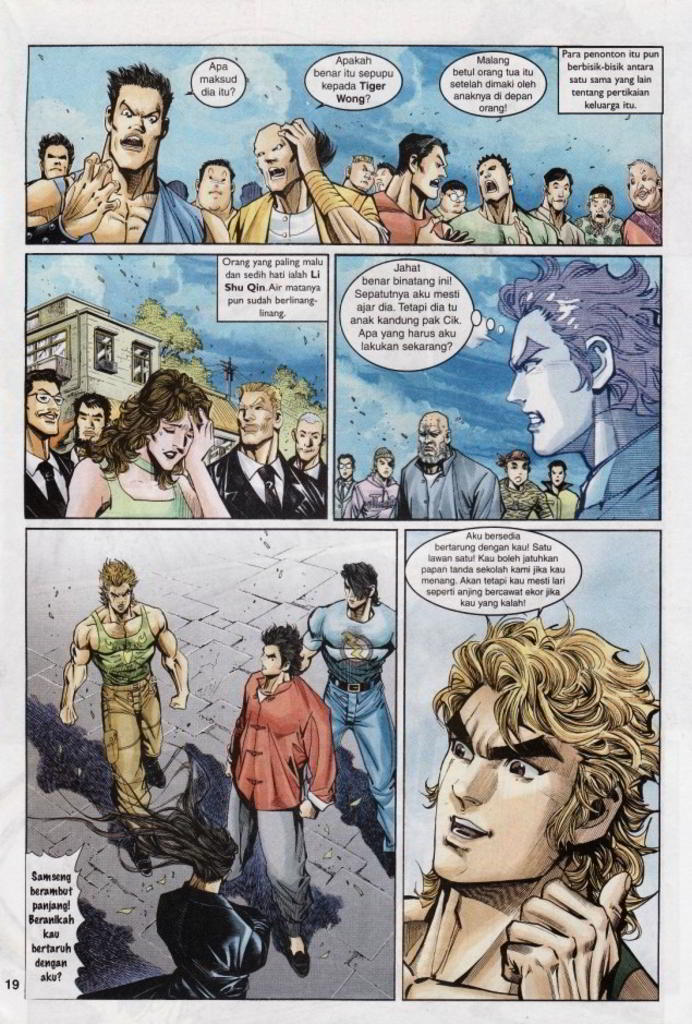 Apa
maksud
dia itu?
Apakah
benar itu sepupu
kepada Tiger
Wong?
Malang
betul orang tua itu
setelah dimaki oleh
anaknya di depan
orang!
Para penonton itu pun
berbisik-bisik antara
satu sama yang lain
tentang pertikaian
keluarga itu.
Orang yang paling malu
dan sedih hati ialah Li
Shu Qin. Air matanya
pun sudah berlinang-
linang.
Jahat
benar binatang ini!
Sepatutnya aku mesti
ajar dia. Tetapi dia tu
anak kandung pak Cik.
Apa yang harus aku
lakukan sekarang?
Samseng
berambut
panjang!
Beranikah
kau
bertaruh
dengan
aku?
Aku bersedia
bertarung dengan kau! Satu
lawan satu! Kau boleh jatuhkan
papan tanda sekolah kami jika kau
menang. Akan tetapi kau mesti lari
seperti anjing bercawat ekor jika
kau yang kalah!
19